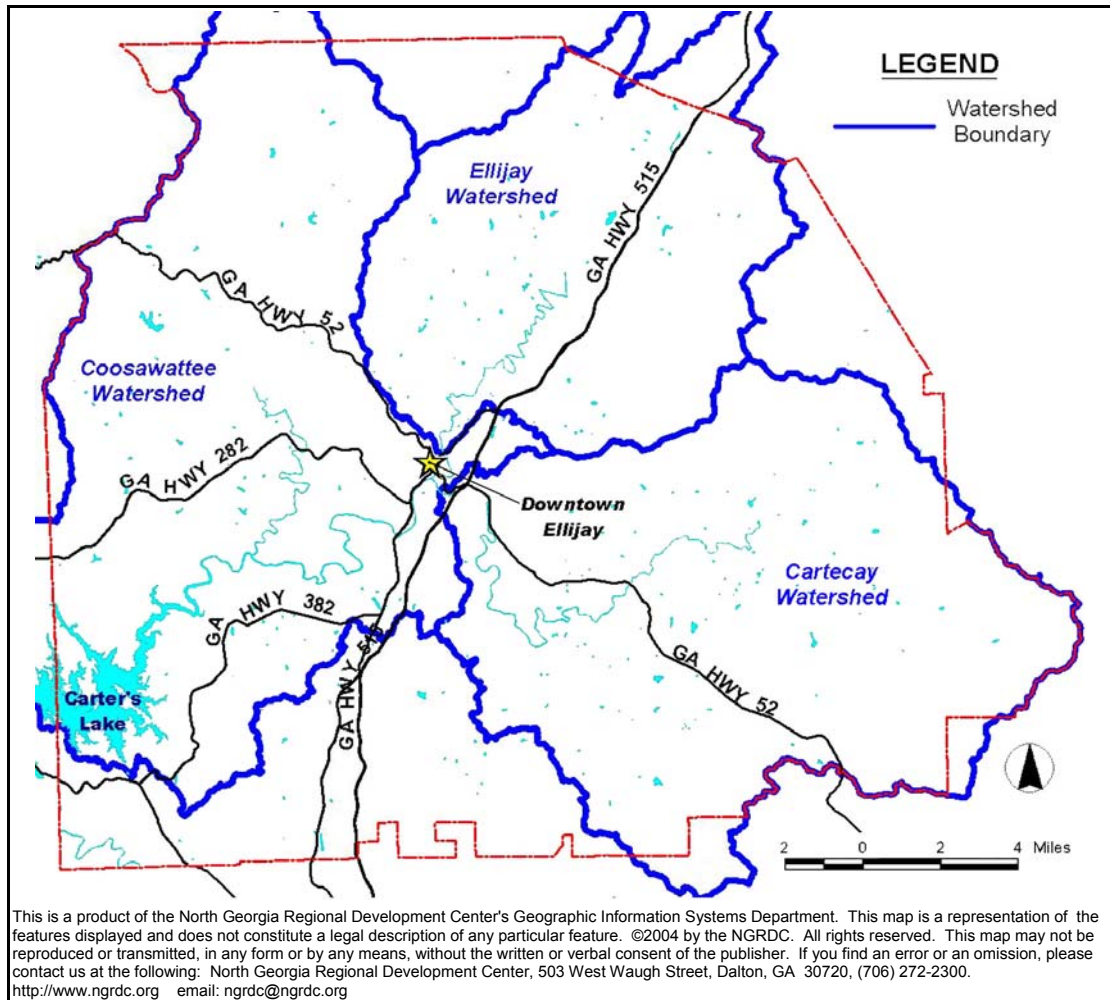 LEGEND
Watershed
Boundary
Ellijay
Watershed
GA HWY 515
GA HWY 52
Coosawattee
Watershed
GA HWY 282
Downtown
Ellijay
Cartecay
Watershed
GA HWY 382
GA HWY 515
GA HWY 52
Carter's
Lake
2 0 2 4 Miles
This is a product of the North Georgia Regional Development Center's Geographic Information Systems Department. This map is a representation of the
features displayed and does not constitute a legal description of any particular feature. ©2004 by the NGRDC. All rights reserved. This map may not be
reproduced or transmitted, in any form or by any means, without the written or verbal consent of the publisher. If you find an error or an omission, please
contact us at the following: North Georgia Regional Development Center, 503 West Waugh Street, Dalton, GA 30720, (706) 272-2300.
http://www.ngrdc.org email: ngrdc@ngrdc.org